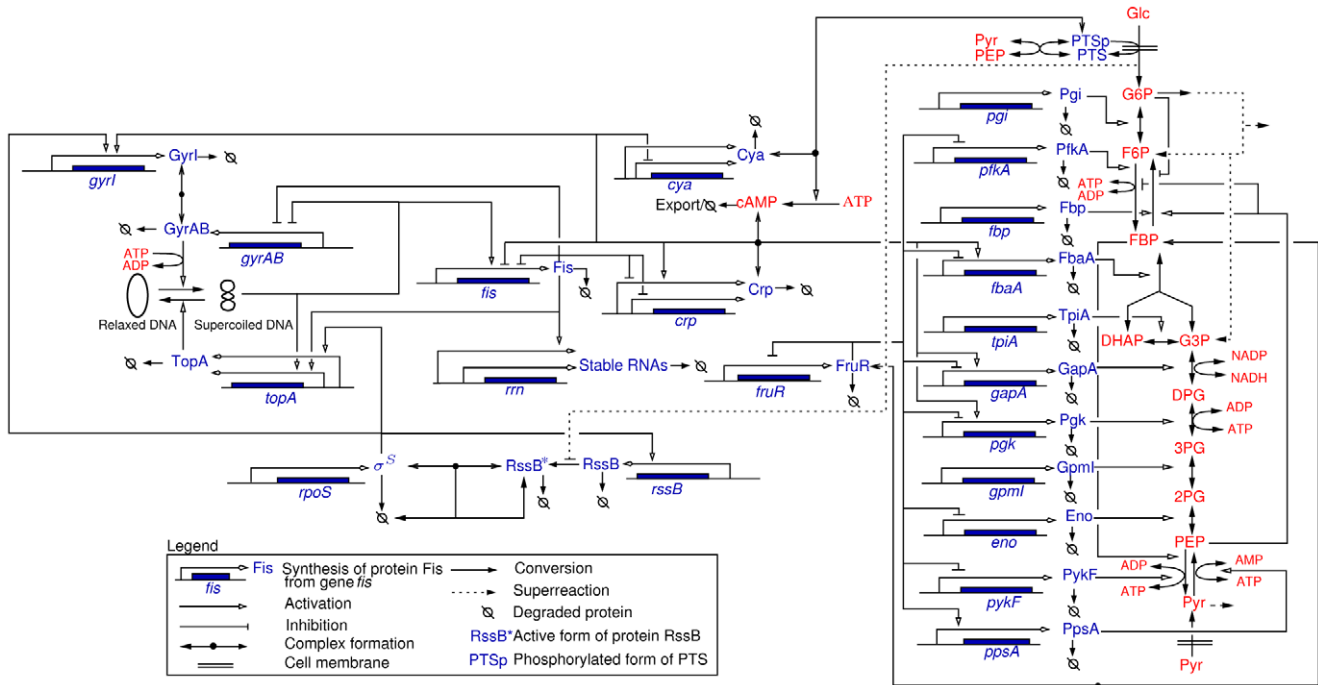 Glc
Pyr PTSp
PEP PTS
Pgi G6P
pgi
Ø
GyrI Ø
gyrI
Cya
cya
Ø
PfkA F6P
pfkA
Ø
ATP
ADP
Export/Ø cAMP ATP
Fbp
fbp
Ø
FBP
Ø GyrAB
gyrAB
ATP
ADP
Fis
fis
Ø
FbaA
fbaA
Ø
Crp Ø
crp
Relaxed DNA Supercoiled DNA
TpiA
tpiA
Ø
DHAP G3P
Ø TopA
topA
Stable RNAs Ø
rrn
FruR
fruR
Ø
GapA
gapA
Ø
NADP
NADH
DPG
Pgk
pgk
Ø
ADP
ATP
3PG
σS RssB* RssB
rpoS rssB
Ø Ø Ø
GpmI
gpmI
Ø
2PG
Eno
eno
Ø
PEP
PykF
pykF
Ø
ADP
ATP
AMP
ATP
Pyr
PpsA
ppsA
Ø
Pyr
Legend
Fis Synthesis of protein Fis
from gene fis
fis
Activation
Inhibition
Complex formation
Cell membrane
Conversion
Superreaction
Ø Degraded protein
RssB* Active form of protein RssB
PTSp Phosphorylated form of PTS